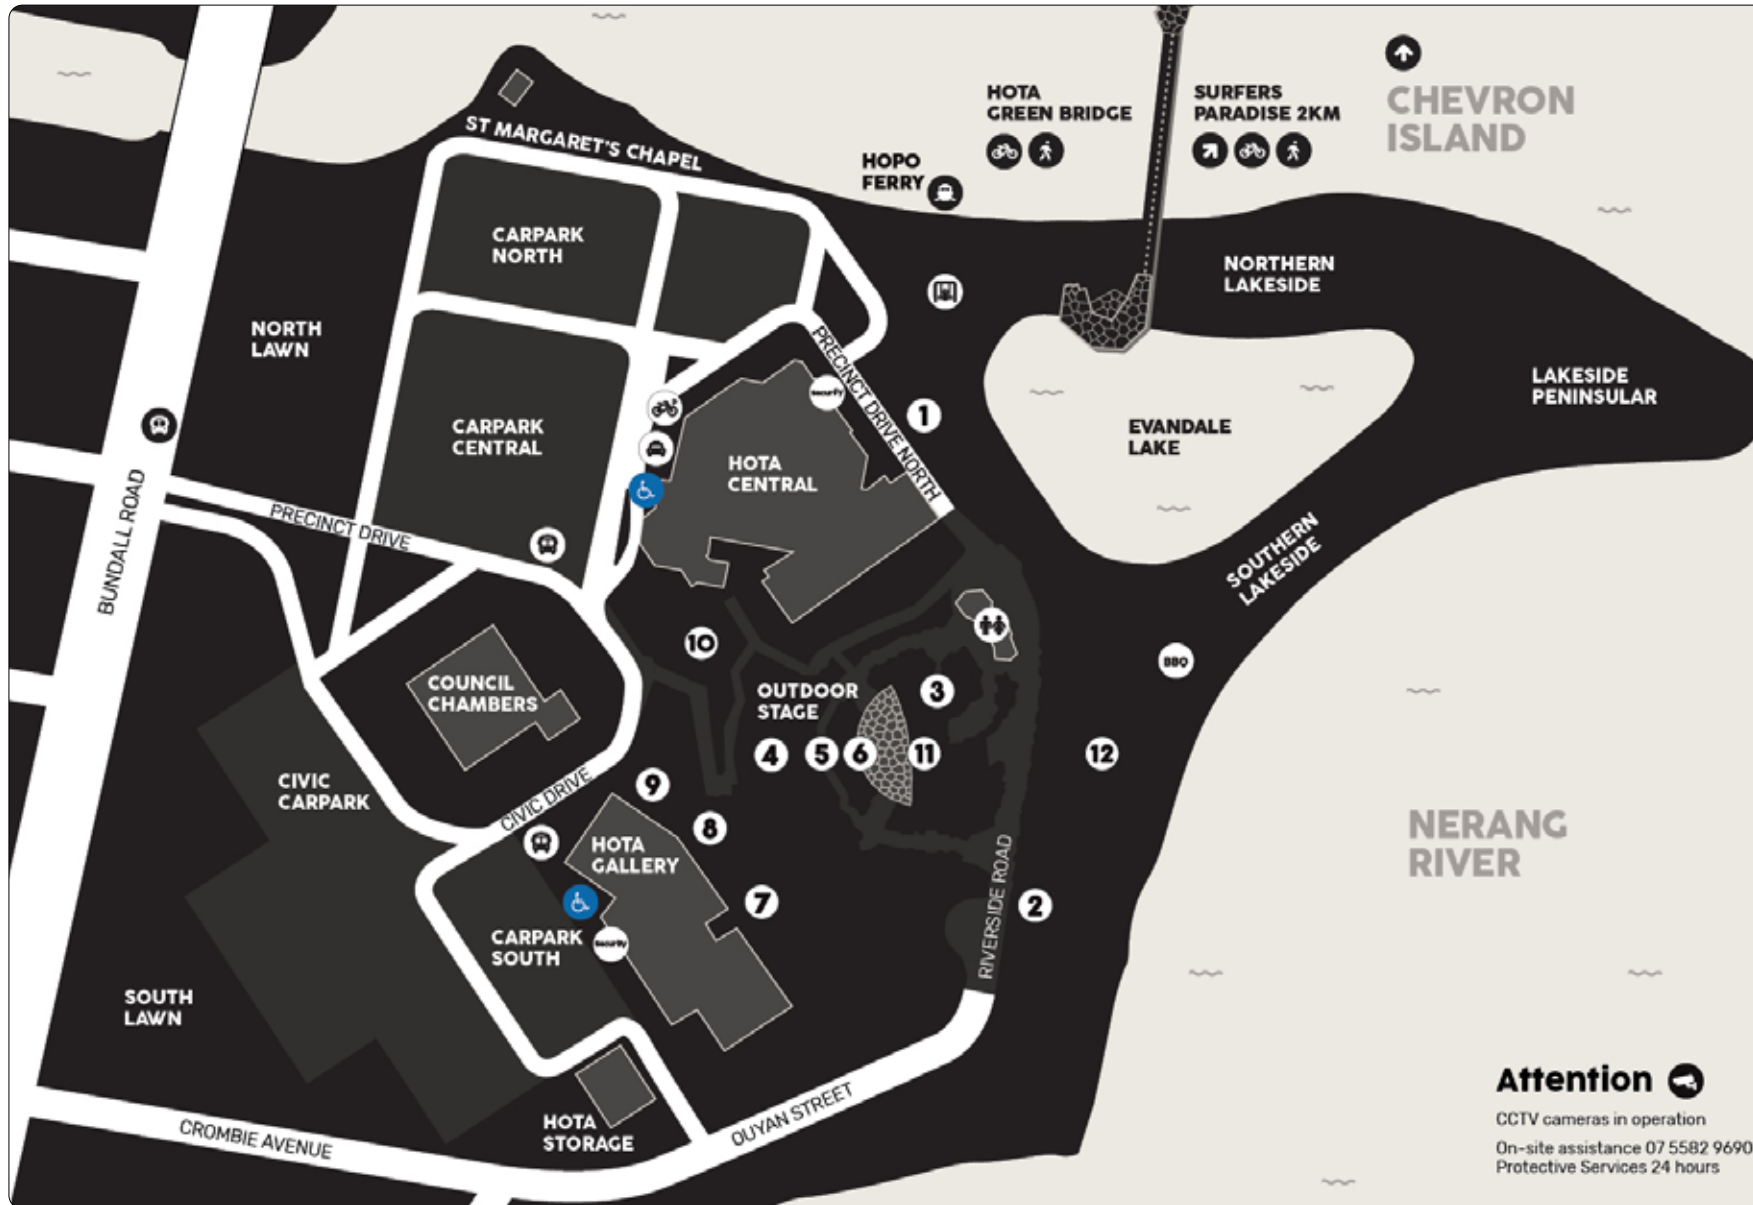 CHEVRON
ISLAND
HOTA
GREEN BRIDGE
SURFERS
PARADISE 2KM
ST MARGARET'S CHAPEL
HOPO
FERRY
CARPARK
NORTH
NORTHERN
LAKESIDE
NORTH
LAWN
PRECINCT DRIVE NORTH
LAKESIDE
PENINSULAR
security
1
CARPARK
CENTRAL
EVANDALE
LAKE
HOTA
CENTRAL
BUNDALL ROAD
PRECINCT DRIVE
SOUTHERN
LAKESIDE
10
BBQ
COUNCIL
CHAMBERS
OUTDOOR
STAGE
3
4
5
6
11
12
CIVIC
CARPARK
CIVIC DRIVE
9
8
HOTA
GALLERY
NERANG
RIVER
7
2
RIVERSIDE ROAD
CARPARK
SOUTH
security
SOUTH
LAWN
HOTA
STORAGE
OUYAN STREET
CROMBIE AVENUE
Attention
CCTV cameras in operation
On-site assistance 07 5582 9690
Protective Services 24 hours